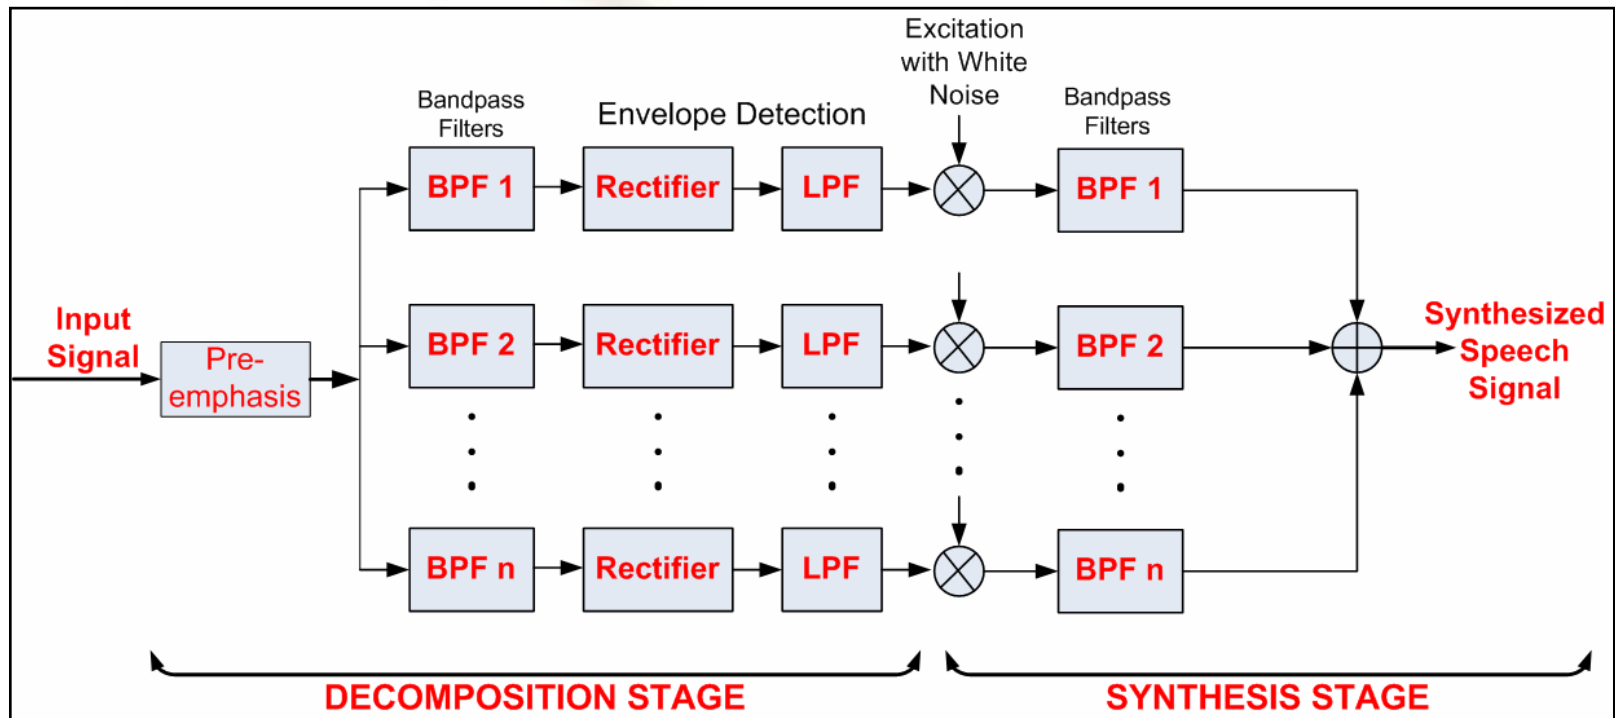 Excitation
with White
Noise
Bandpass
Filters
Envelope Detection
Bandpass
Filters
BPF 1
Rectifier
LPF
BPF 1
Input
Signal
Pre-
emphasis
BPF 2
Rectifier
LPF
BPF 2
Synthesized
Speech
Signal
BPF n
Rectifier
LPF
BPF n
DECOMPOSITION STAGE
SYNTHESIS STAGE